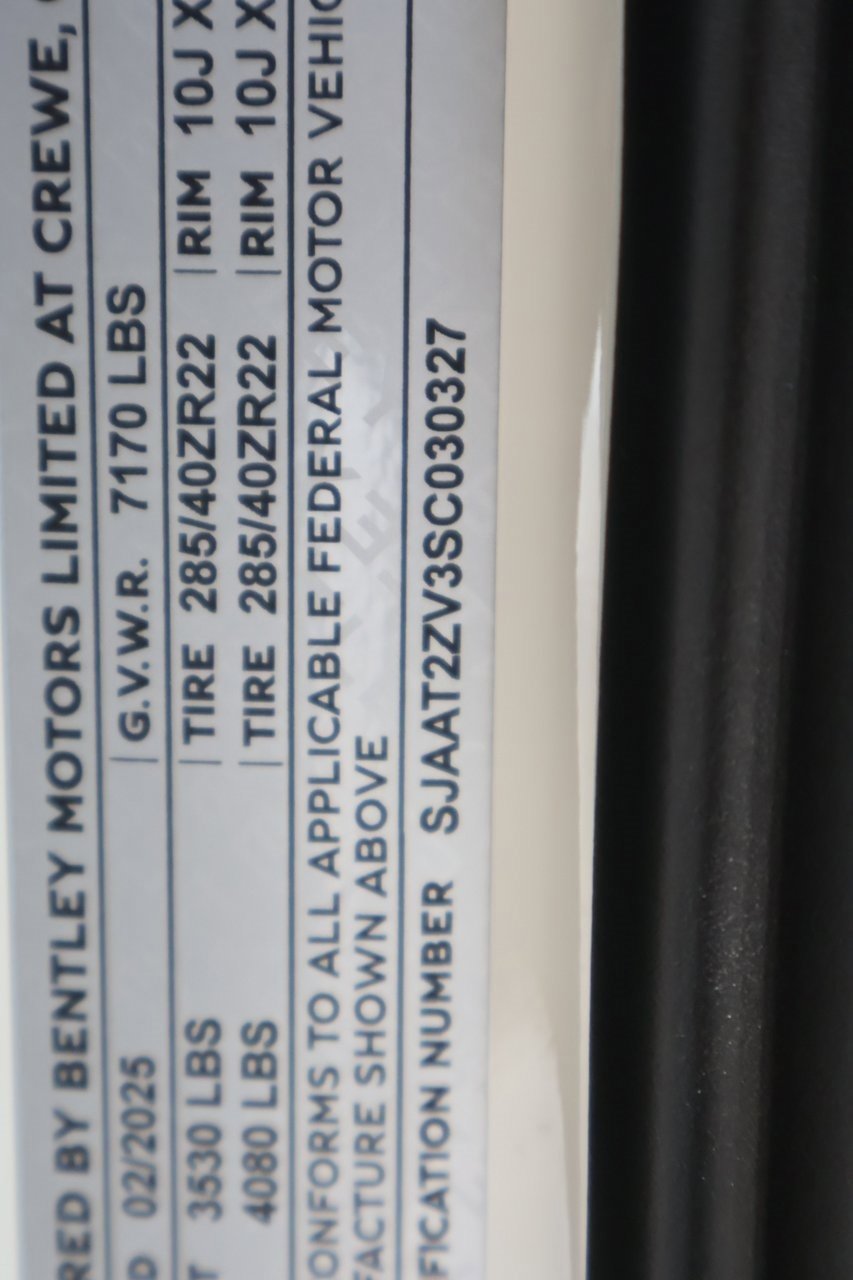 RED BY BENTLEY MOTORS LIMITED AT CREWE,
D 02/2025 | G.V.W.R. 7170 LBS
T 3530 LBS | TIRE 285/40ZR22 | RIM 10J X
4080 LBS | TIRE 285/40ZR22 | RIM 10J X
ONFORMS TO ALL APPLICABLE FEDERAL MOTOR VEHIC
FACTURE SHOWN ABOVE
FICATION NUMBER SJAAT2ZV3SC030327